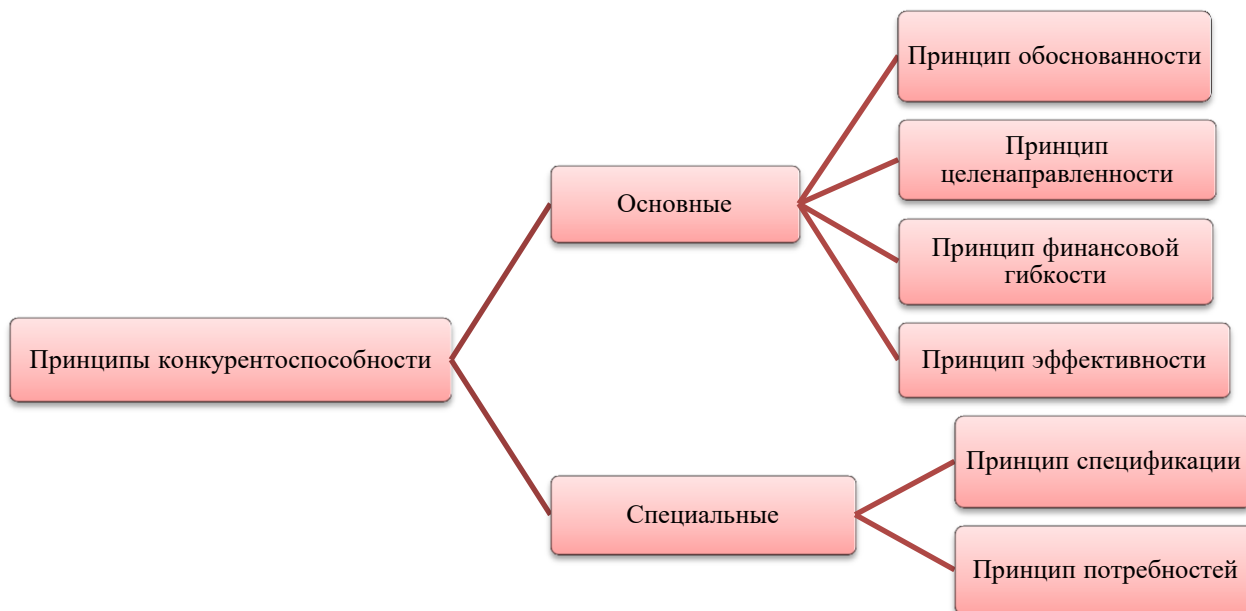 Принцип обоснованности
Принцип
целенаправленности
Основные
Принцип финансовой
гибкости
Принципы конкурентоспособности
Принцип эффективности
Принцип спецификации
Специальные
Принцип потребностей